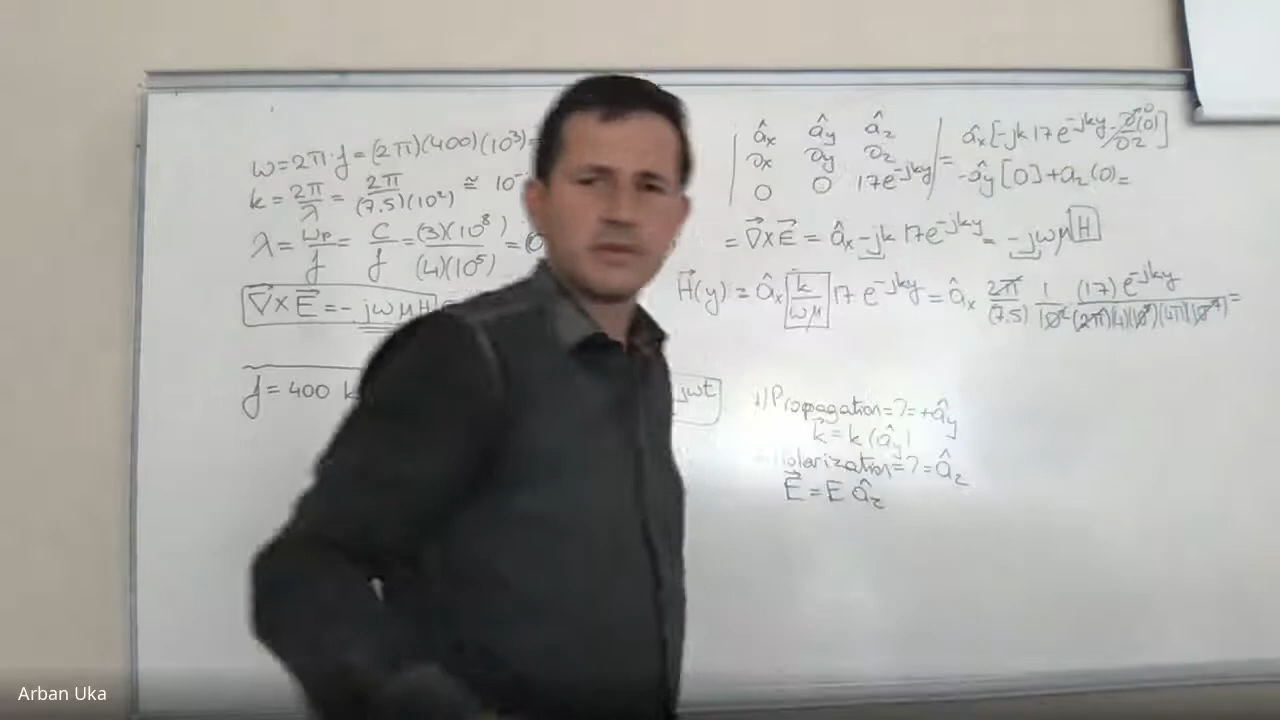 ω = 2π·f = (2π)(400)(10³) =
k = 2π/λ = 2π/(7.5)(10²) ≅ 10⁻
λ = up/f = c/f = (3)(10⁸)/(4)(10⁵) =
∇×E = -jωμH
f = 400 k
jωt
| âx ây âz |
| ∂x ∂y ∂z |
| 0 0 17e^-jky | = âx[-jk 17e^-jky - ∂(0)/∂z]
-ây[0] + az(0) =
= ∇×E = âx -jk 17e^-jky = -jωμ H
H(y) = âx k/ωμ 17 e^-jky = âx 2π/(7.5) 1/10² (17) e^-jky/(2π)(4)(10⁵)(4π)(10⁻⁷) =
1) Propagation = ? = +ây
k = k (ây)
Polarization = ? = âz
E = E âz
Arban Uka